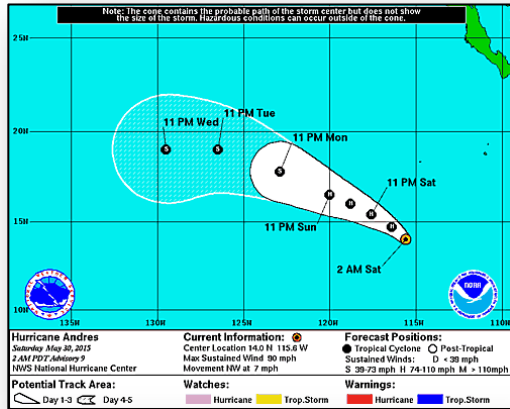 Note: The cone contains the probable path of the storm center but does not show
the size of the storm. Hazardous conditions can occur outside of the cone.
25N
11 PM Tue
11 PM Wed
20N
11 PM Mon
11 PM Sat
15N
11 PM Sun
2 AM Sat
10N
NOAA
135W 130W 125W 120W 115W 110W
Hurricane Andres
Saturday May 30, 2015
2 AM PDT Advisory 9
NWS National Hurricane Center
Current Information:
Center Location 14.0 N 115.6 W
Max Sustained Wind 90 mph
Movement NW at 7 mph
Forecast Positions:
Tropical Cyclone Post-Tropical
Sustained Winds: D < 39 mph
S 39-73 mph H 74-110 mph M > 110mph
Potential Track Area:
Day 1-3 Day 4-5
Watches:
Hurricane Trop.Storm
Warnings:
Hurricane Trop.Storm
S
S
S
H
H
H
H